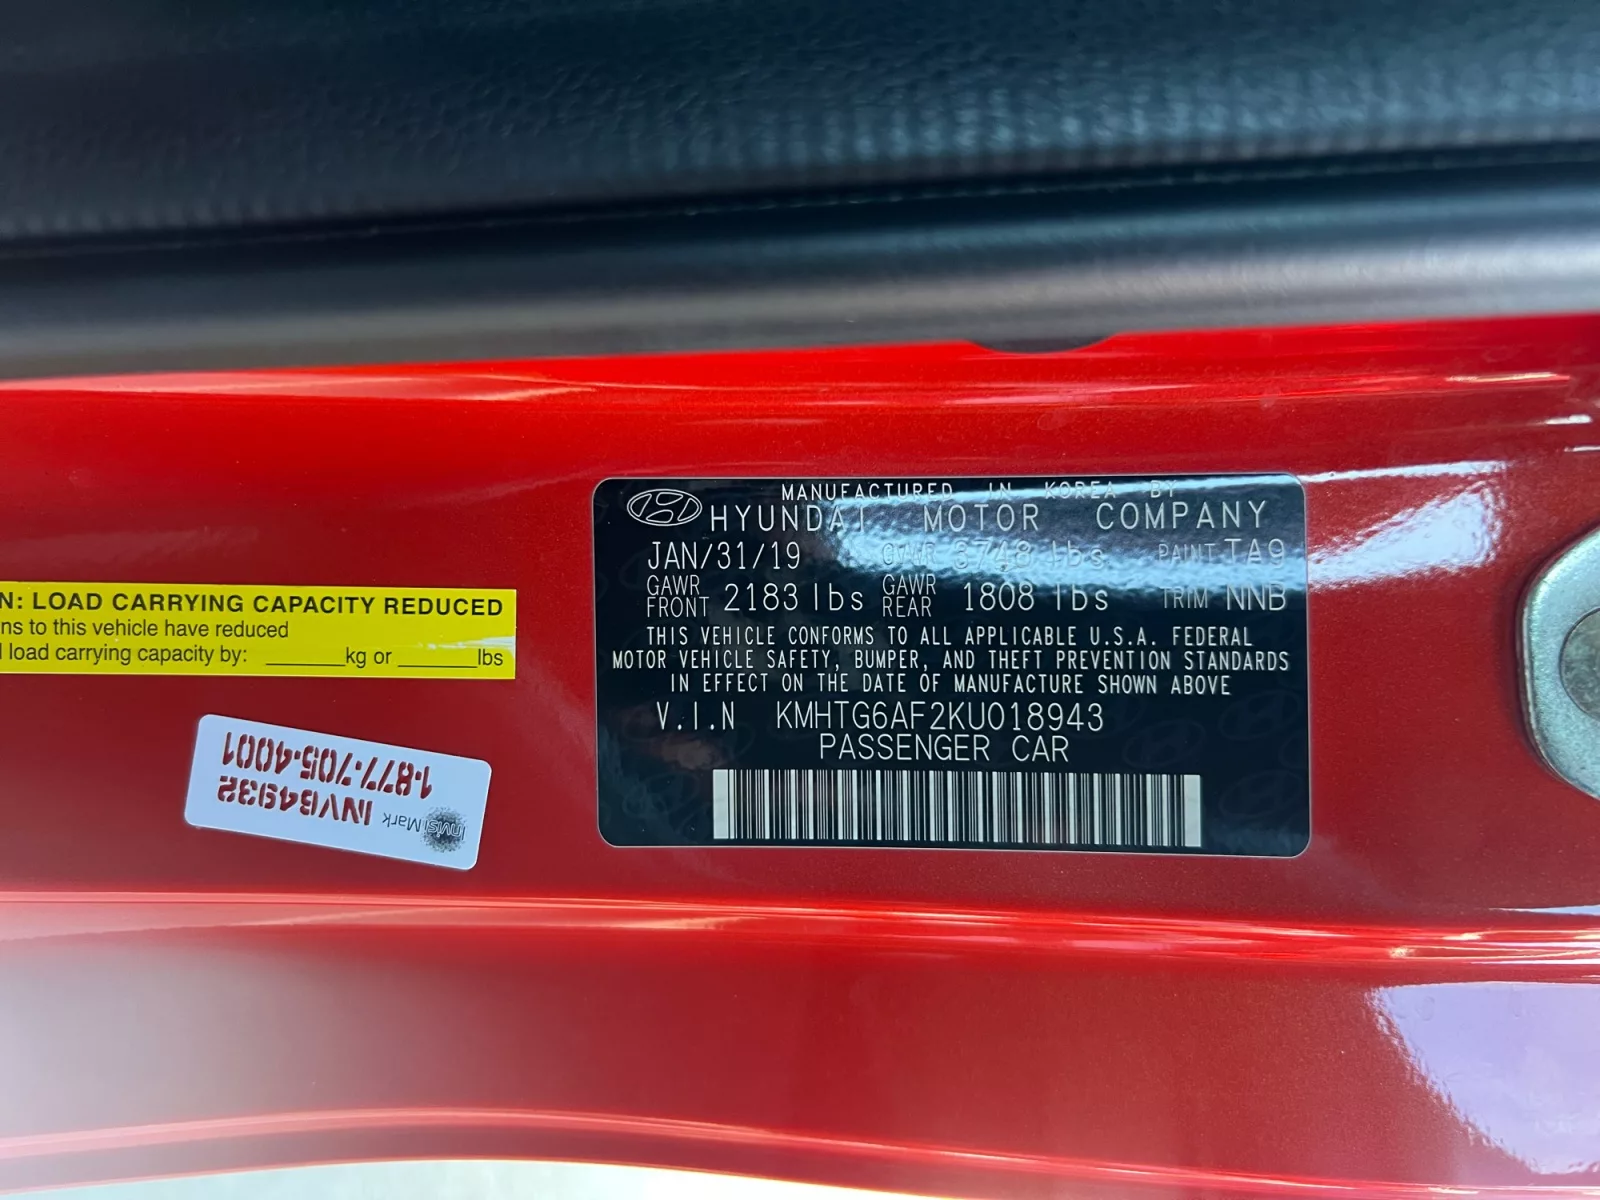 N: LOAD CARRYING CAPACITY REDUCED
ns to this vehicle have reduced
load carrying capacity by: ______kg or ______lbs
INVB4932
1-877-705-4001
InvisiMark
MANUFACTURED IN KOREA BY
HYUNDAI MOTOR COMPANY
JAN/31/19 GVWR 3748 lbs PAINT TA9
GAWR FRONT 2183 lbs GAWR REAR 1808 lbs TRIM NNB
THIS VEHICLE CONFORMS TO ALL APPLICABLE U.S.A. FEDERAL
MOTOR VEHICLE SAFETY, BUMPER, AND THEFT PREVENTION STANDARDS
IN EFFECT ON THE DATE OF MANUFACTURE SHOWN ABOVE
V.I.N KMHTG6AF2KU018943
PASSENGER CAR